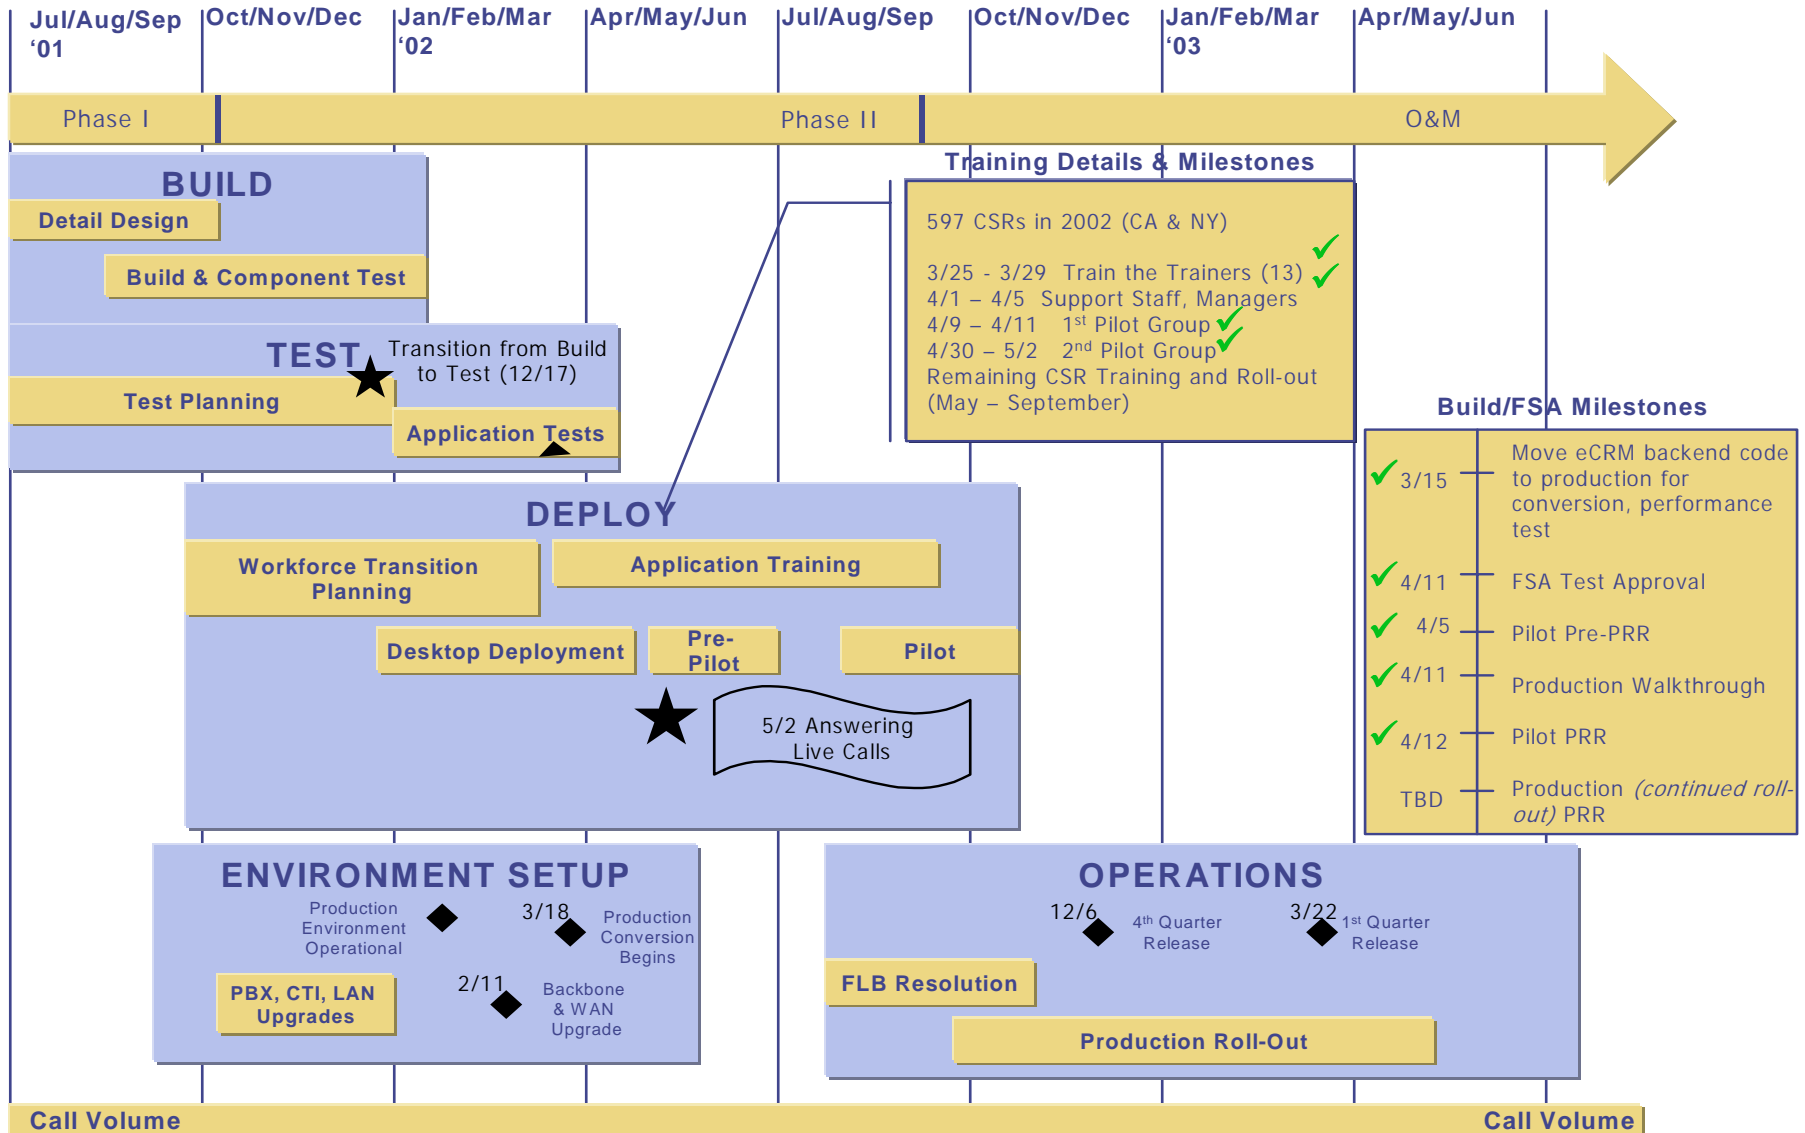 Jul/Aug/Sep
‘01
Oct/Nov/Dec
Jan/Feb/Mar
‘02
Apr/May/Jun
Jul/Aug/Sep
Oct/Nov/Dec
Jan/Feb/Mar
‘03
Apr/May/Jun
Phase I
Phase II
O&M
BUILD
Detail Design
Build & Component Test
TEST
Transition from Build
to Test (12/17)
Test Planning
Application Tests
Training Details & Milestones
597 CSRs in 2002 (CA & NY)
3/25 - 3/29 Train the Trainers (13)
4/1 – 4/5 Support Staff, Managers
4/9 – 4/11 1st Pilot Group
4/30 – 5/2 2nd Pilot Group
Remaining CSR Training and Roll-out
(May – September)
Build/FSA Milestones
3/15 Move eCRM backend code
to production for
conversion, performance
test
4/11 FSA Test Approval
4/5 Pilot Pre-PRR
4/11 Production Walkthrough
4/12 Pilot PRR
TBD Production (continued roll-
out) PRR
DEPLOY
Workforce Transition
Planning
Application Training
Desktop Deployment
Pre-
Pilot
Pilot
5/2 Answering
Live Calls
ENVIRONMENT SETUP
Production
Environment
Operational
3/18
Production
Conversion
Begins
PBX, CTI, LAN
Upgrades
2/11
Backbone
& WAN
Upgrade
OPERATIONS
12/6
4th Quarter
Release
3/22
1st Quarter
Release
FLB Resolution
Production Roll-Out
Call Volume
Call Volume